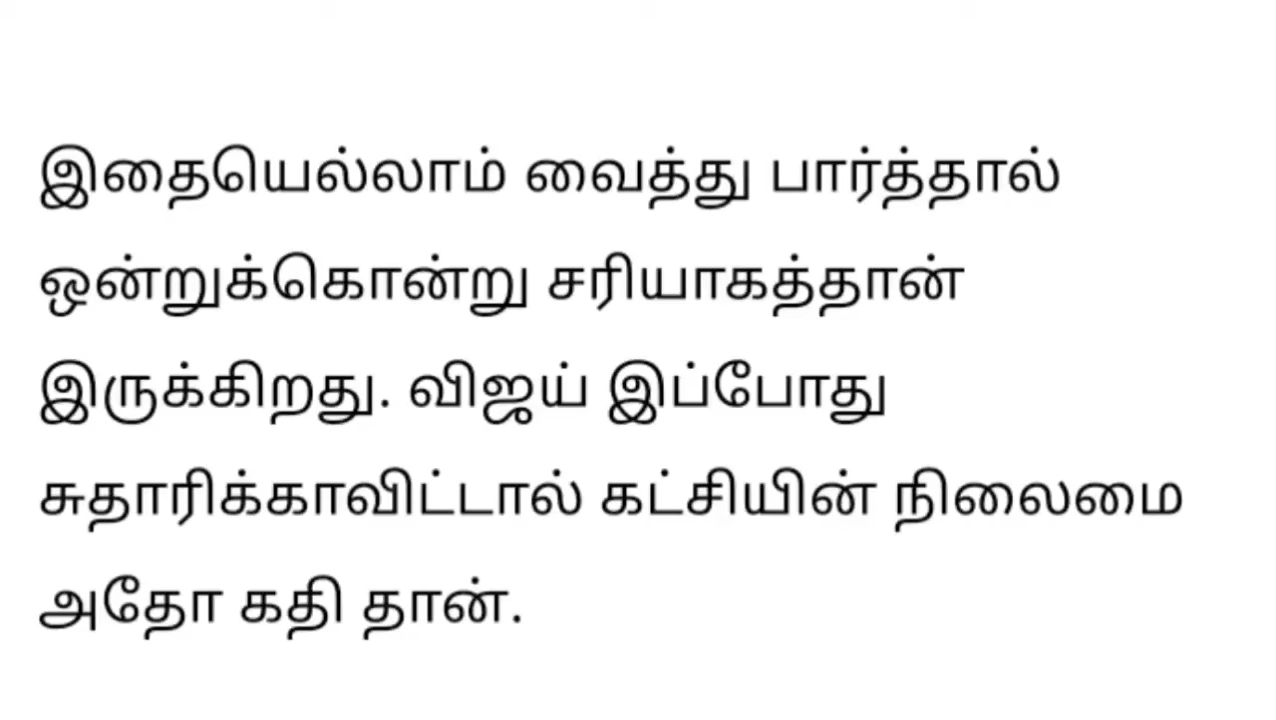 இதையெல்லாம் வைத்து பார்த்தால்
ஒன்றுக்கொன்று சரியாகத்தான்
இருக்கிறது. விஜய் இப்போது
சுதாரிக்காவிட்டால் கட்சியின் நிலைமை
அதோ கதி தான்.